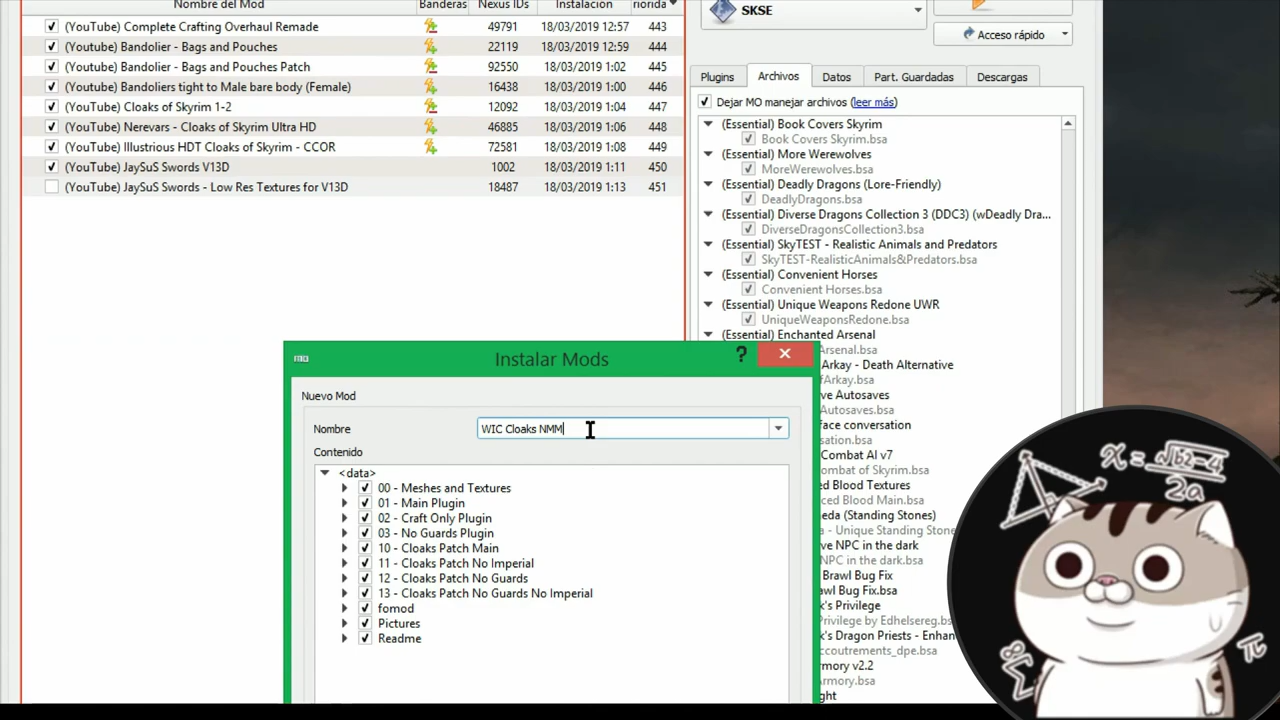 Nombre del Mod
Banderas
Nexus IDs
Instalación
SKSE
Acceso rápido
(YouTube) Complete Crafting Overhaul Remade 49791 18/03/2019 12:57 443
(Youtube) Bandolier - Bags and Pouches 22119 18/03/2019 12:59 444
(YouTube) Bandolier - Bags and Pouches Patch 92550 18/03/2019 1:02 445
(YouTube) Bandoliers tight to Male bare body (Female) 16438 18/03/2019 1:00 446
(YouTube) Cloaks of Skyrim 1-2 12092 18/03/2019 1:04 447
(YouTube) Nerevars - Cloaks of Skyrim Ultra HD 46885 18/03/2019 1:06 448
(YouTube) Illustrious HDT Cloaks of Skyrim - CCOR 72581 18/03/2019 1:08 449
(YouTube) JaySuS Swords V13D 1002 18/03/2019 1:11 450
(YouTube) JaySuS Swords - Low Res Textures for V13D 18487 18/03/2019 1:13 451
Plugins Archivos Datos Part. Guardadas Descargas
Dejar MO manejar archivos (leer más)
(Essential) Book Covers Skyrim
Book Covers Skyrim.bsa
(Essential) More Werewolves
MoreWerewolves.bsa
(Essential) Deadly Dragons (Lore-Friendly)
DeadlyDragons.bsa
(Essential) Diverse Dragons Collection 3 (DDC3) (wDeadly Dra...
DiverseDragonsCollection3.bsa
(Essential) SkyTEST - Realistic Animals and Predators
SkyTEST-RealisticAnimals&Predators.bsa
(Essential) Convenient Horses
Convenient Horses.bsa
(Essential) Unique Weapons Redone UWR
UniqueWeaponsRedone.bsa
(Essential) Enchanted Arsenal
Arsenal.bsa
Arkay - Death Alternative
fArkay.bsa
ve Autosaves
Autosaves.bsa
face conversation
sation.bsa
Combat AI v7
ombat of Skyrim.bsa
ed Blood Textures
ced Blood Main.bsa
eda (Standing Stones)
a - Unique Standing Stone
ve NPC in the dark
e NPC in the dark.bsa
Brawl Bug Fix
rawl Bug Fix.bsa
k's Privilege
Privilege by Edhelsereg.bsa
k's Dragon Priests - Enhan
ccoutrements_dpe.bsa
rmory v2.2
Armory.bsa
ght
Instalar Mods
?
Nuevo Mod
Nombre WIC Cloaks NMM
Contenido
<data>
00 - Meshes and Textures
01 - Main Plugin
02 - Craft Only Plugin
03 - No Guards Plugin
10 - Cloaks Patch Main
11 - Cloaks Patch No Imperial
12 - Cloaks Patch No Guards
13 - Cloaks Patch No Guards No Imperial
fomod
Pictures
Readme
π